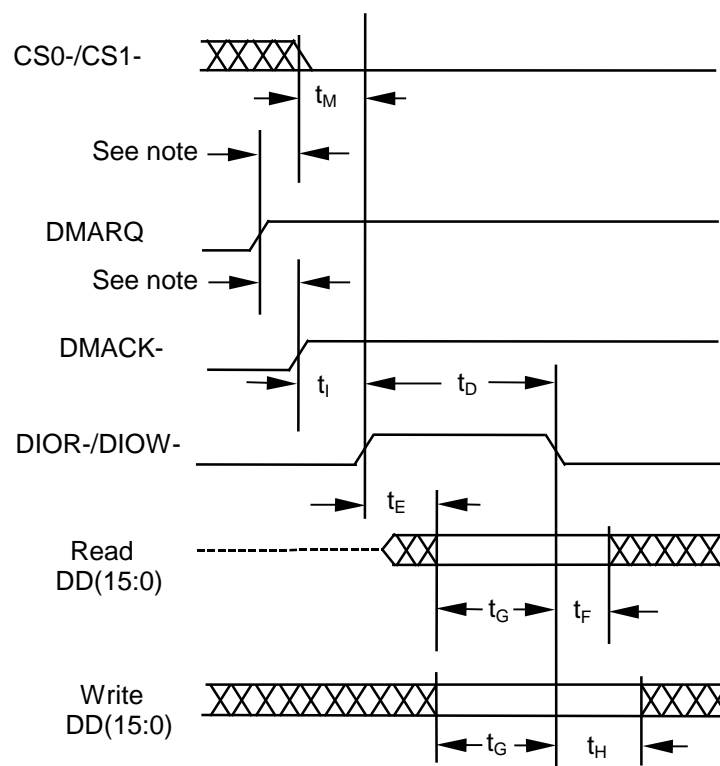 CS0-/CS1-
tM
See note
DMARQ
See note
DMACK-
tI
tD
DIOR-/DIOW-
tE
Read
DD(15:0)
tG
tF
Write
DD(15:0)
tG
tH